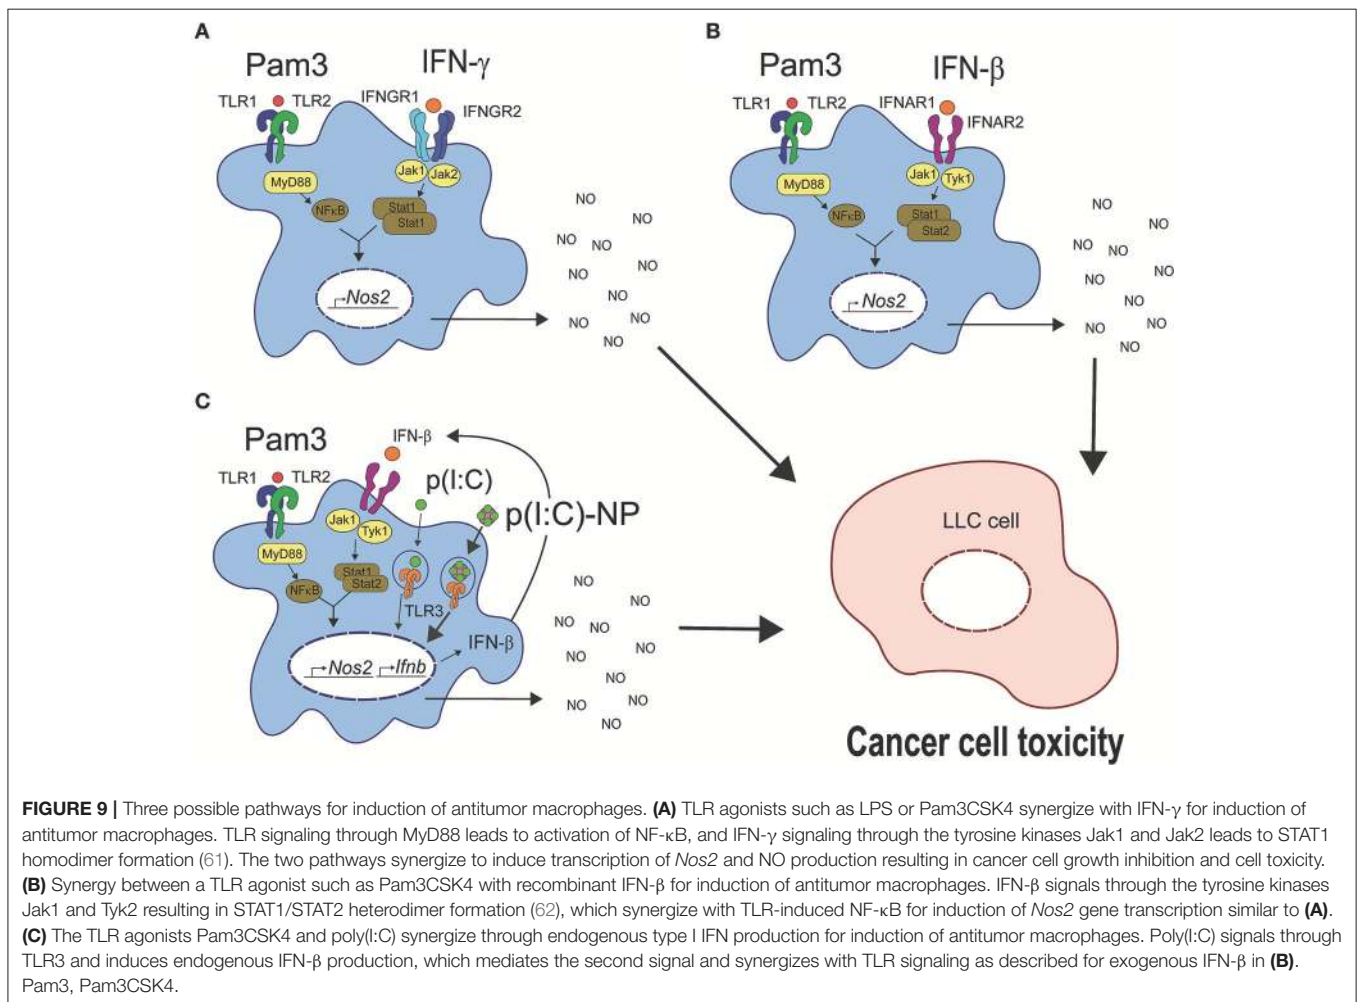 A
Pam3
IFN-γ
TLR1
TLR2
IFNGR1
IFNGR2
MyD88
Jak1
Jak2
NFκB
Stat1
Stat1
Nos2
NO
NO
NO
NO
NO
NO
NO
NO
NO
NO
B
Pam3
IFN-β
TLR1
TLR2
IFNAR1
IFNAR2
MyD88
Jak1
Tyk1
NFκB
Stat1
Stat2
Nos2
NO
NO
NO
NO
NO
NO
NO
NO
NO
NO
C
Pam3
IFN-β
TLR1
TLR2
p(I:C)
p(I:C)-NP
Jak1
Tyk1
MyD88
Stat1
Stat2
NFκB
TLR3
IFN-β
Nos2
Ifnb
NO
NO
NO
NO
NO
NO
NO
NO
NO
NO
LLC cell
Cancer cell toxicity
FIGURE 9 | Three possible pathways for induction of antitumor macrophages. (A) TLR agonists such as LPS or Pam3CSK4 synergize with IFN-γ for induction of
antitumor macrophages. TLR signaling through MyD88 leads to activation of NF-κB, and IFN-γ signaling through the tyrosine kinases Jak1 and Jak2 leads to STAT1
homodimer formation (61). The two pathways synergize to induce transcription of Nos2 and NO production resulting in cancer cell growth inhibition and cell toxicity.
(B) Synergy between a TLR agonist such as Pam3CSK4 with recombinant IFN-β for induction of antitumor macrophages. IFN-β signals through the tyrosine kinases
Jak1 and Tyk2 resulting in STAT1/STAT2 heterodimer formation (62), which synergize with TLR-induced NF-κB for induction of Nos2 gene transcription similar to (A).
(C) The TLR agonists Pam3CSK4 and poly(I:C) synergize through endogenous type I IFN production for induction of antitumor macrophages. Poly(I:C) signals through
TLR3 and induces endogenous IFN-β production, which mediates the second signal and synergizes with TLR signaling as described for exogenous IFN-β in (B).
Pam3, Pam3CSK4.